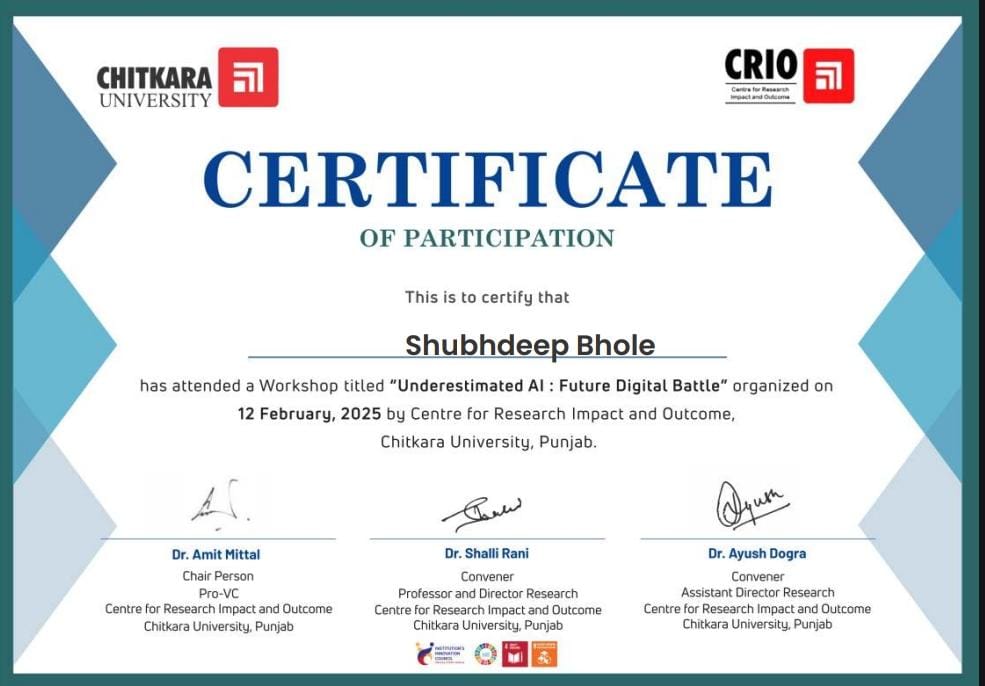 CHITKARA
UNIVERSITY
CRIO
Centre for Research
Impact and Outcome
CERTIFICATE
OF PARTICIPATION
This is to certify that
Shubhdeep Bhole
has attended a Workshop titled “Underestimated AI : Future Digital Battle” organized on
12 February, 2025 by Centre for Research Impact and Outcome,
Chitkara University, Punjab.
Ayush
Dr. Amit Mittal
Chair Person
Pro-VC
Centre for Research Impact and Outcome
Chitkara University, Punjab
Dr. Shalli Rani
Convener
Professor and Director Research
Centre for Research Impact and Outcome
Chitkara University, Punjab
Dr. Ayush Dogra
Convener
Assistant Director Research
Centre for Research Impact and Outcome
Chitkara University, Punjab
INSTITUTION'S
INNOVATION
COUNCIL